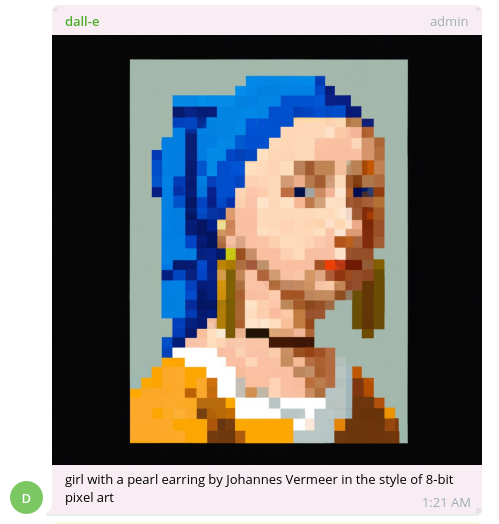 dall-e admin
girl with a pearl earring by Johannes Vermeer in the style of 8-bit
pixel art
1:21 AM
D